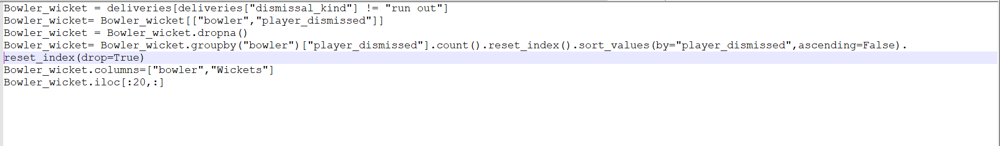 Bowler_wicket = deliveries[deliveries["dismissal_kind"] != "run out"]
Bowler_wicket= Bowler_wicket[["bowler","player_dismissed"]]
Bowler_wicket = Bowler_wicket.dropna()
Bowler_wicket= Bowler_wicket.groupby("bowler")["player_dismissed"].count().reset_index().sort_values(by="player_dismissed",ascending=False).
reset_index(drop=True)
Bowler_wicket.columns=["bowler","Wickets"]
Bowler_wicket.iloc[:20,:]